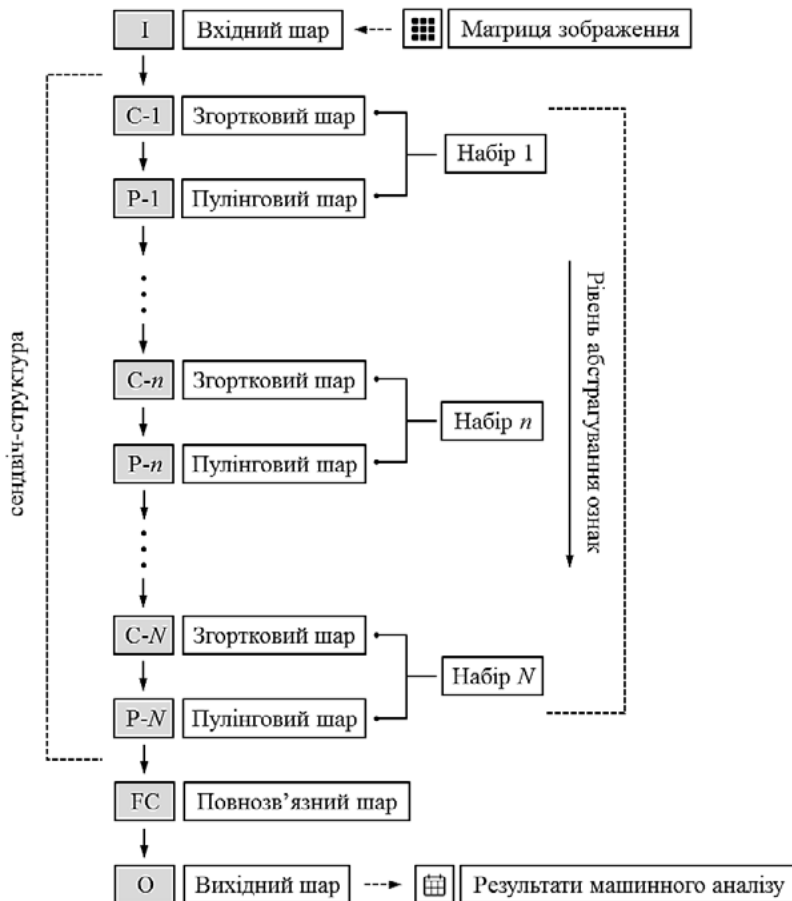 I Вхідний шар Матриця зображення
C-1 Згортковий шар
Набір 1
P-1 Пулінговий шар
Рівень абстрагування ознак
сендвіч-структура
C-n Згортковий шар
Набір n
P-n Пулінговий шар
C-N Згортковий шар
Набір N
P-N Пулінговий шар
FC Повнозв'язний шар
O Вихідний шар Результати машинного аналізу